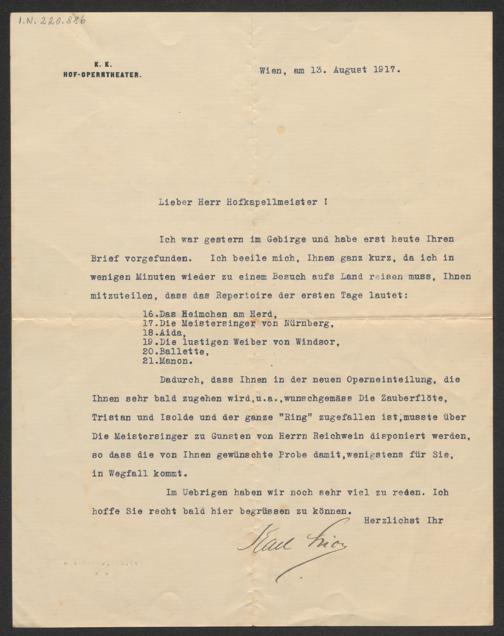 I.N. 220.886
K. K.
HOF-OPERNTHEATER.
Wien, am 13. August 1917.
Lieber Herr Hofkapellmeister !
Ich war gestern im Gebirge und habe erst heute Ihren
Brief vorgefunden. Ich beeile mich, Ihnen ganz kurz, da ich in
wenigen Minuten wieder zu einem Besuch aufs Land reisen muss, Ihnen
mitzuteilen, dass das Repertoire der ersten Tage lautet:
16.Das Heimchen am Herd,
17.Die Meistersinger von Nürnberg,
18.Aida,
19.Die lustigen Weiber von Windsor,
20.Ballette,
21.Manon.
Dadurch, dass Ihnen in der neuen Operneinteilung, die
Ihnen sehr bald zugehen wird,u.a.,wunschgemäss Die Zauberflöte,
Tristan und Isolde und der ganze "Ring" zugefallen ist,musste über
Die Meistersinger zu Gunsten von Herrn Reichwein disponiert werden,
so dass die von Ihnen gewünschte Probe damit,wenigstens für Sie,
in Wegfall kommt.
Im Uebrigen haben wir noch sehr viel zu reden. Ich
hoffe Sie recht bald hier begrüssen zu können.
Herzlichst Ihr
Karl